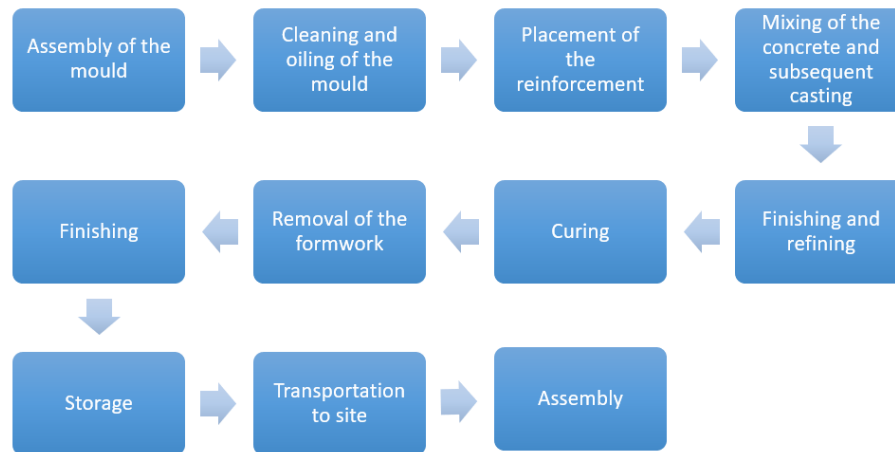 Assembly of the
mould
Cleaning and
oiling of the
mould
Placement of
the
reinforcement
Mixing of the
concrete and
subsequent
casting
Finishing and
refining
Curing
Removal of the
formwork
Finishing
Storage
Transportation
to site
Assembly